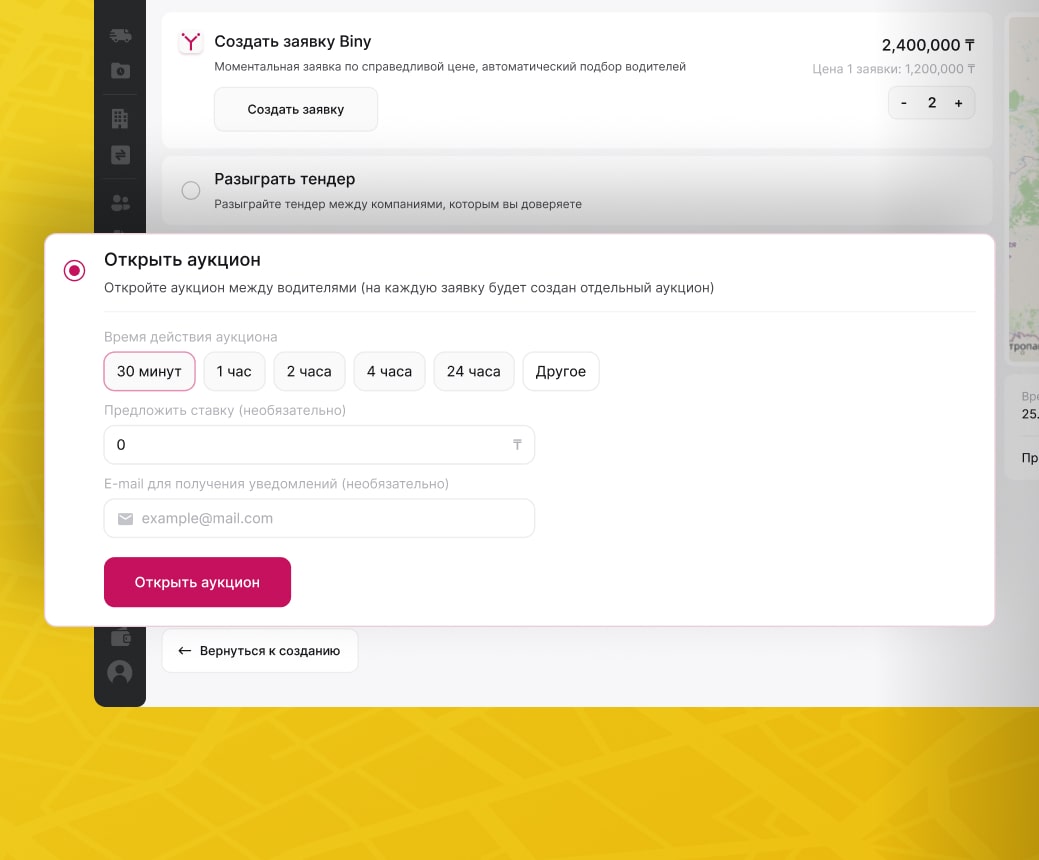 Создать заявку Biny
2,400,000 ₸
Моментальная заявка по справедливой цене, автоматический подбор водителей
Цена 1 заявки: 1,200,000 ₸
Создать заявку
- 2 +
Разыграть тендер
Разыграйте тендер между компаниями, которым вы доверяете
Открыть аукцион
Откройте аукцион между водителями (на каждую заявку будет создан отдельный аукцион)
Время действия аукциона
30 минут 1 час 2 часа 4 часа 24 часа Другое
Предложить ставку (необязательно)
0 ₸
E-mail для получения уведомлений (необязательно)
example@mail.com
Открыть аукцион
Вернуться к созданию
тропа
Вре
25.
Пр